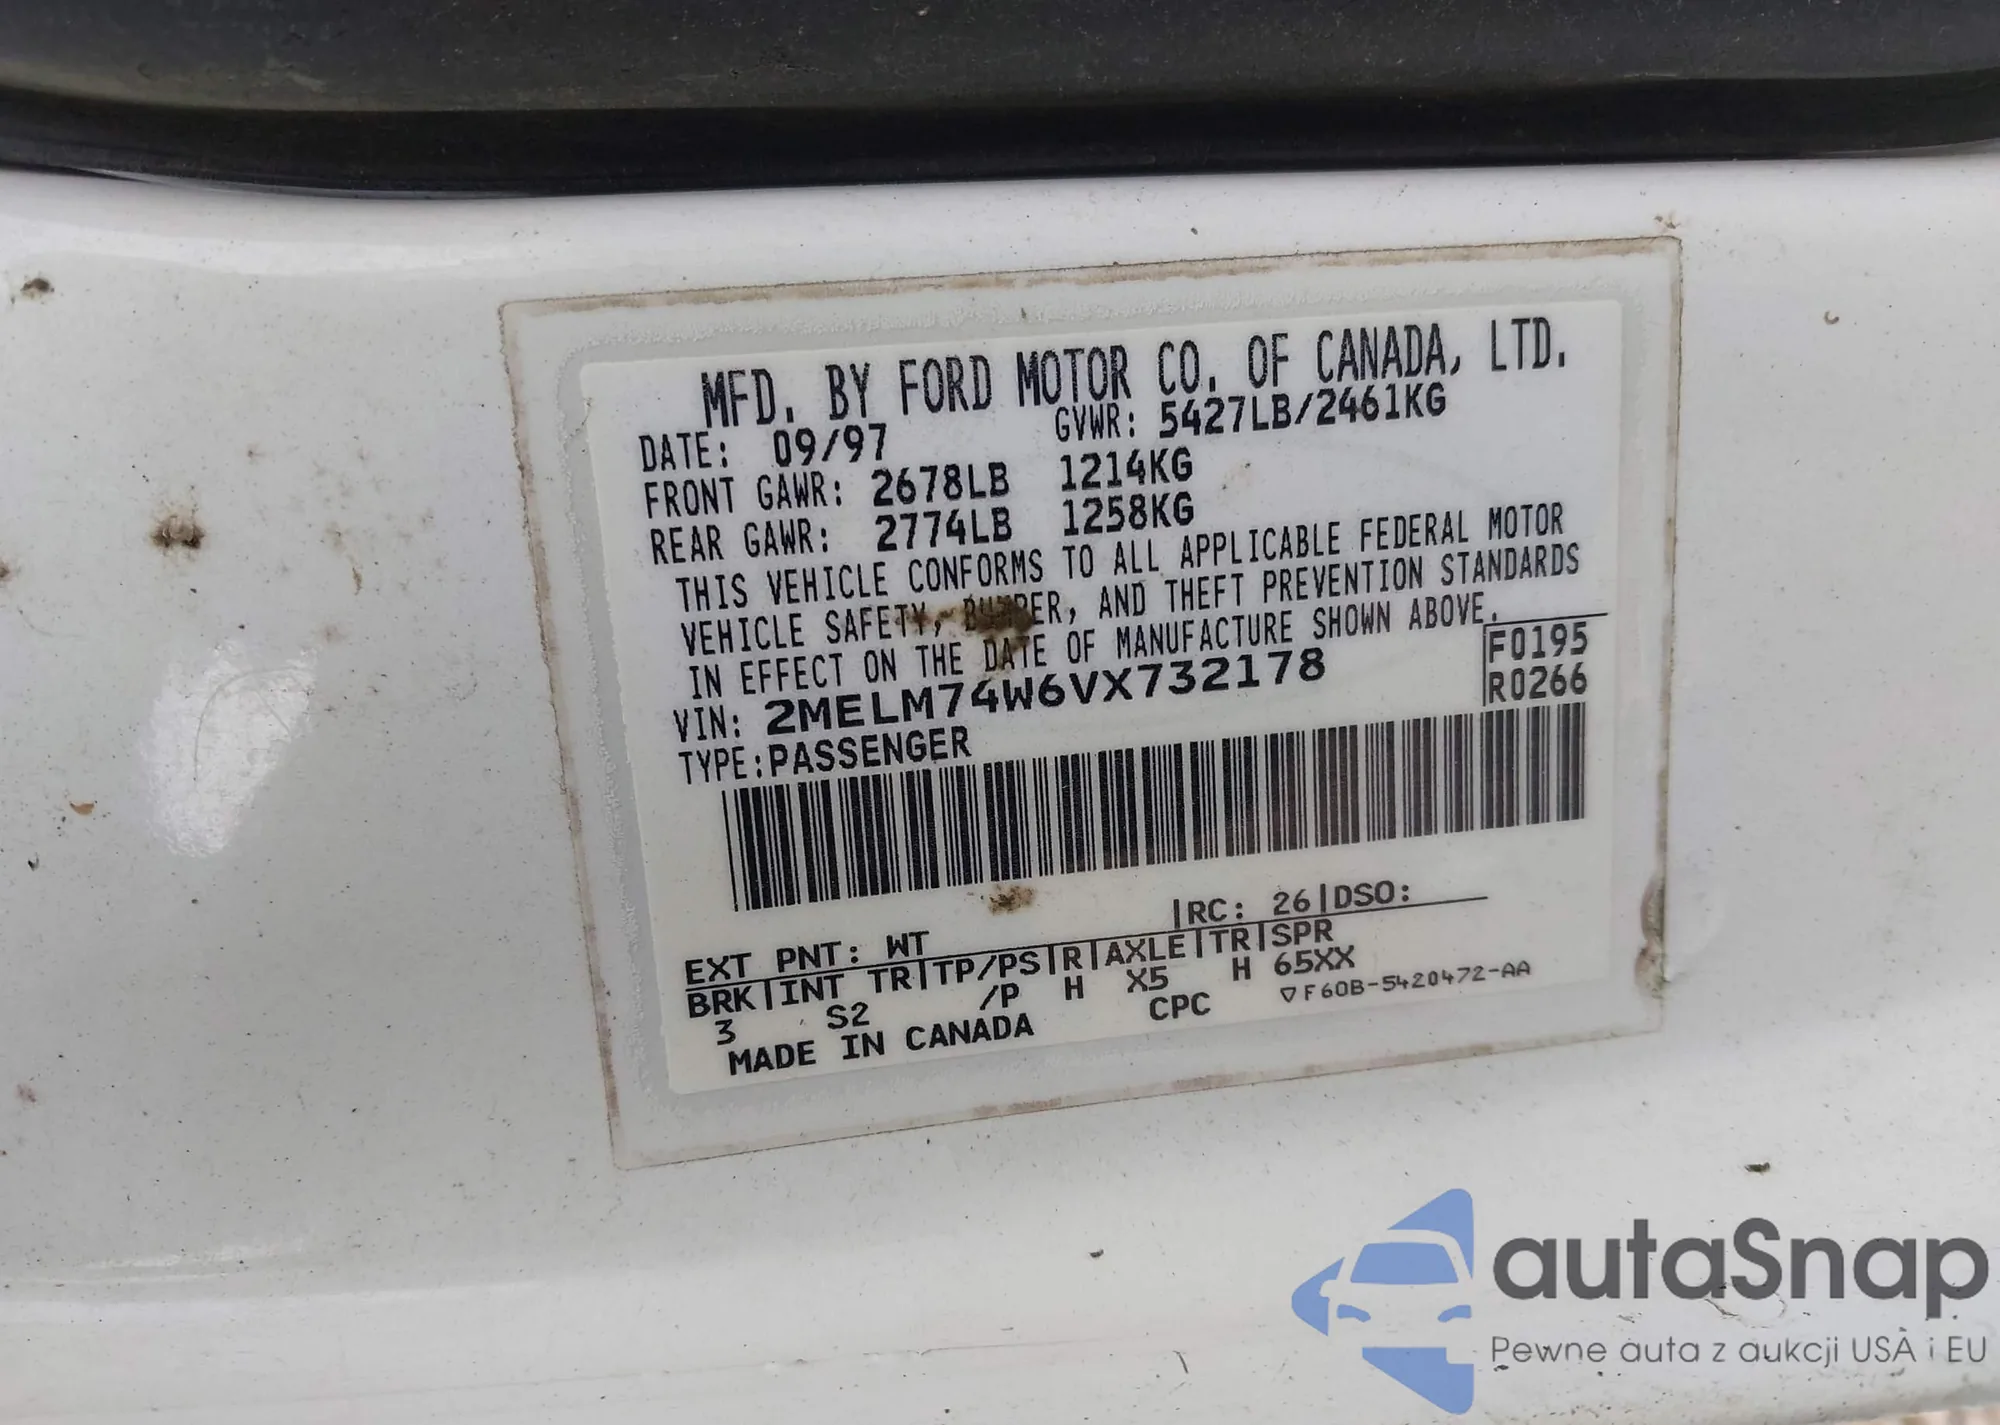 MFD. BY FORD MOTOR CO. OF CANADA, LTD.
DATE: 09/97 GVWR: 5427LB/2461KG
FRONT GAWR: 2678LB 1214KG
REAR GAWR: 2774LB 1258KG
THIS VEHICLE CONFORMS TO ALL APPLICABLE FEDERAL MOTOR
VEHICLE SAFETY, BUMPER, AND THEFT PREVENTION STANDARDS
IN EFFECT ON THE DATE OF MANUFACTURE SHOWN ABOVE.
VIN: 2MELM74W6VX732178 F0195
TYPE: PASSENGER R0266
EXT PNT: WT |RC: 26|DSO:
BRK|INT TR|TP/PS|R|AXLE|TR|SPR
3 S2 /P H X5 H 65XX
MADE IN CANADA CPC ▽F60B-5420472-AA
autaSnap
Pewne auta z aukcji USA i EU